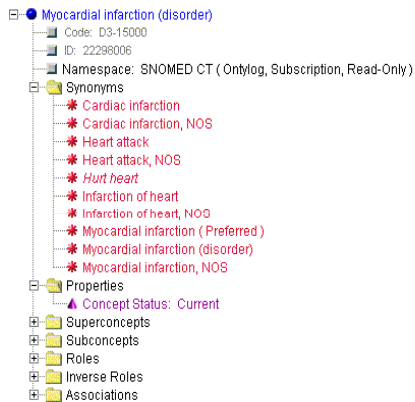 Myocardial infarction (disorder)
Code: D3-15000
ID: 22298006
Namespace: SNOMED CT ( Ontylog, Subscription, Read-Only )
Synonyms
Cardiac infarction
Cardiac infarction, NOS
Heart attack
Heart attack, NOS
Hurt heart
Infarction of heart
Infarction of heart, NOS
Myocardial infarction ( Preferred )
Myocardial infarction (disorder)
Myocardial infarction, NOS
Properties
Concept Status: Current
Superconcepts
Subconcepts
Roles
Inverse Roles
Associations